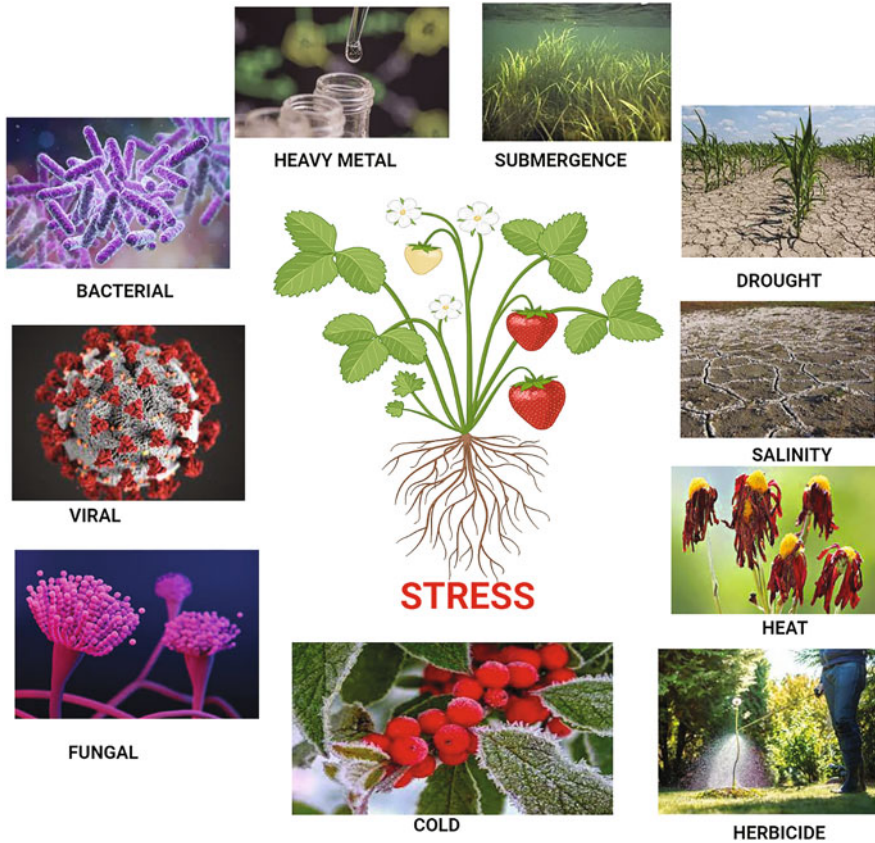 HEAVY METAL
SUBMERGENCE
BACTERIAL
DROUGHT
VIRAL
SALINITY
STRESS
HEAT
FUNGAL
COLD
HERBICIDE